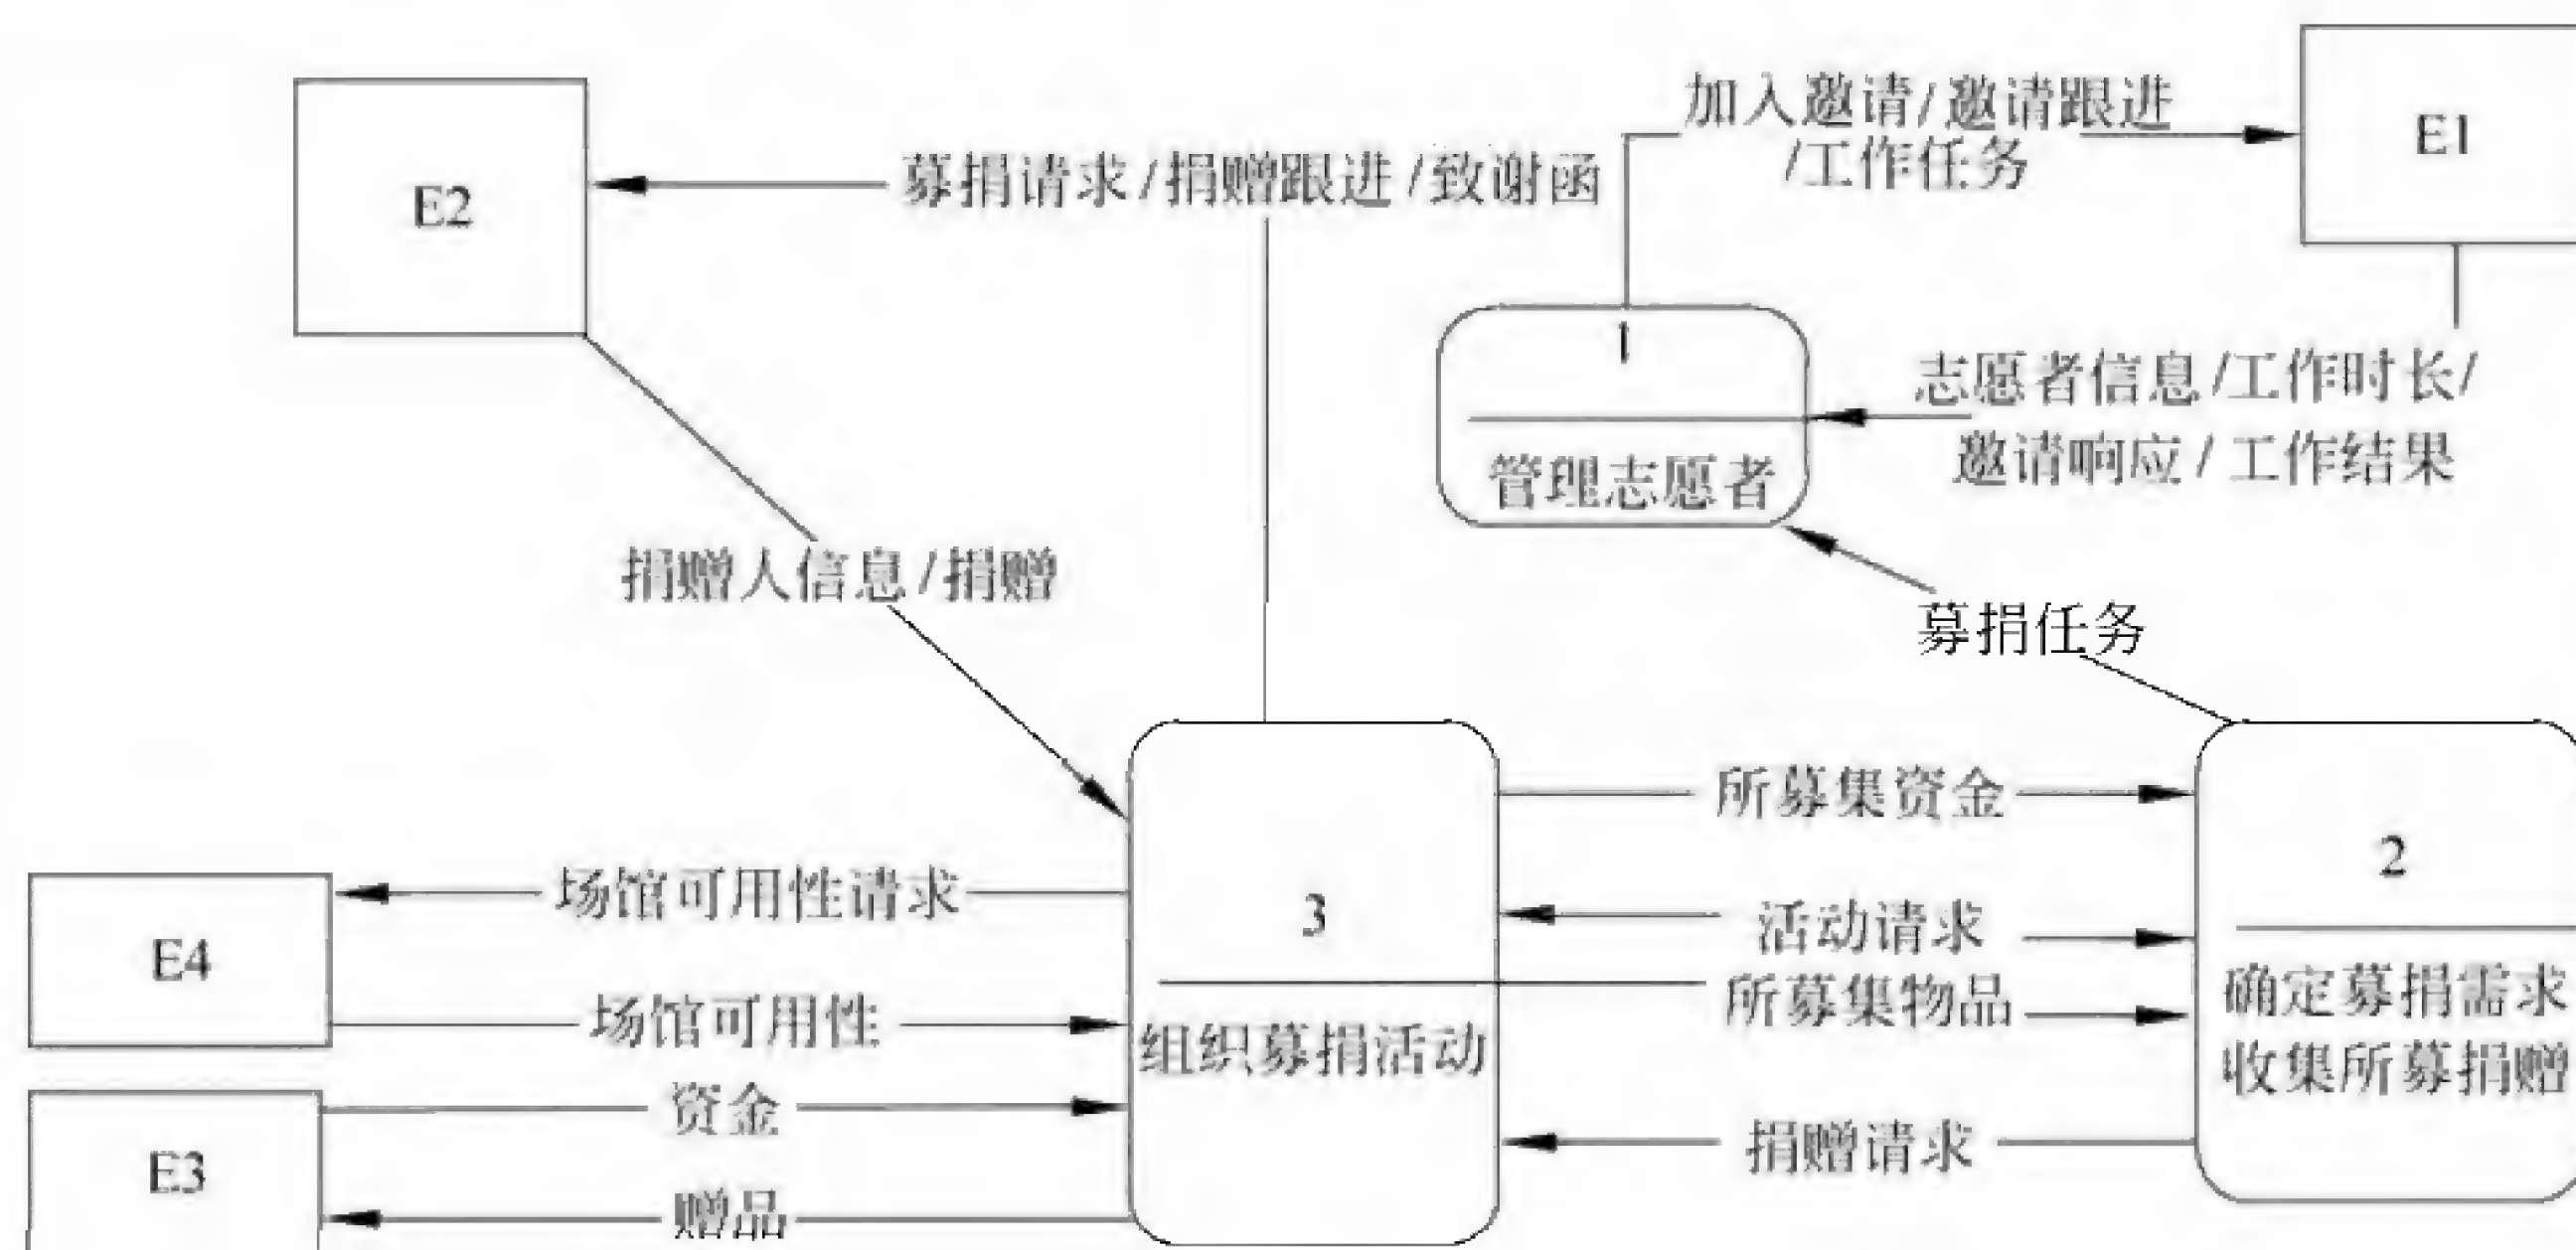 E2
募捐请求/捐赠跟进/致谢函
加入邀请/邀请跟进
/工作任务
E1
1
管理志愿者
志愿者信息/工作时长/
邀请响应/工作结果
捐赠人信息/捐赠
募捐任务
E4
场馆可用性请求
场馆可用性
E3
资金
赠品
3
组织募捐活动
所募集资金
活动请求
所募集物品
捐赠请求
2
确定募捐需求
收集所募捐赠